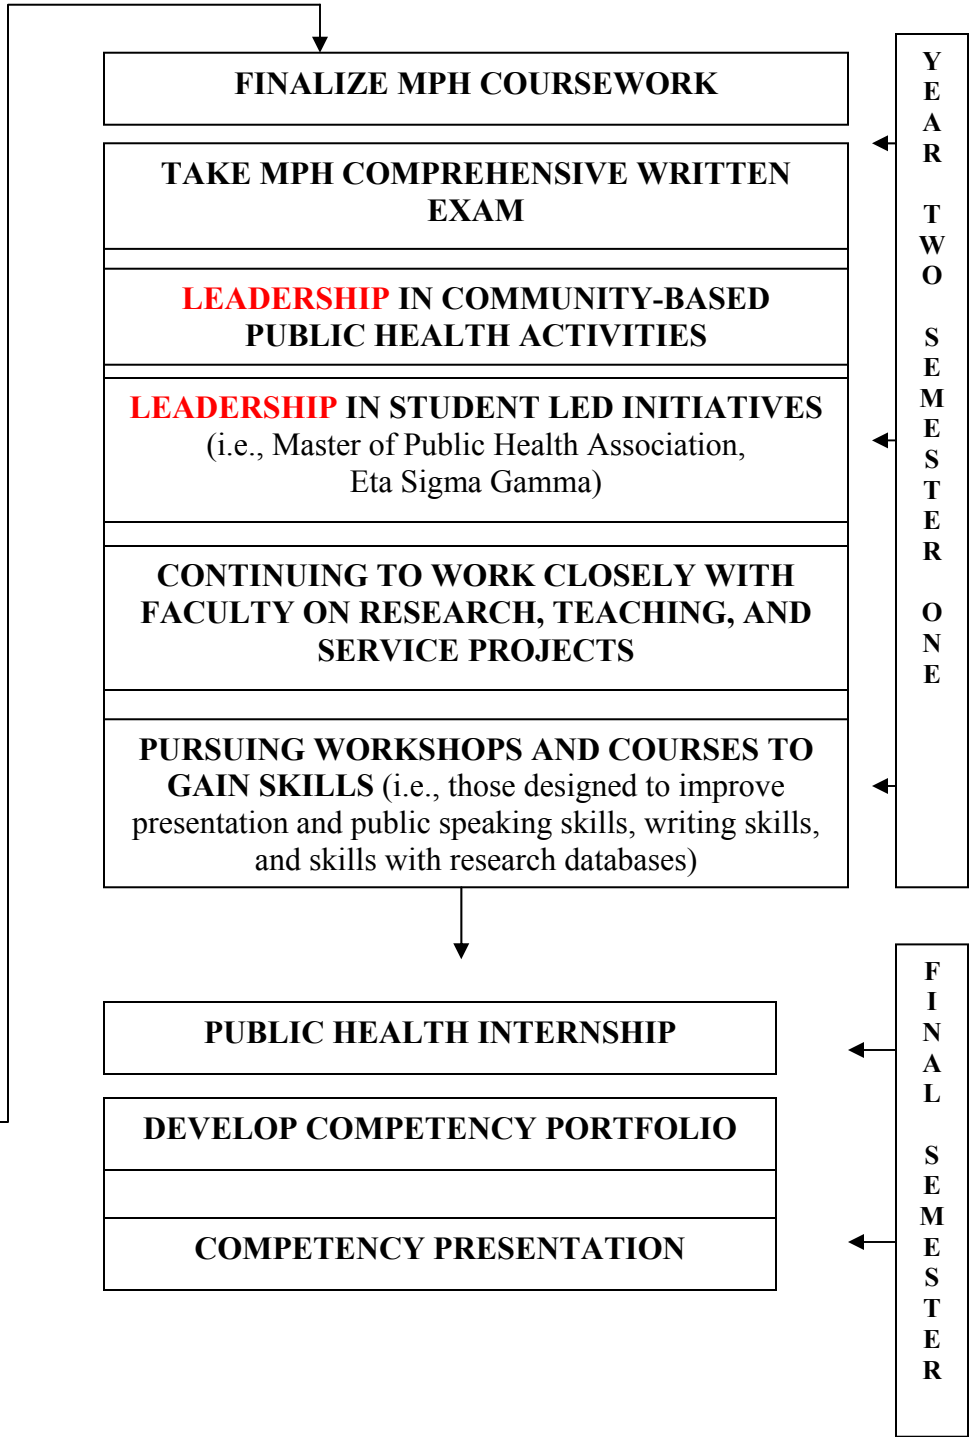 FINALIZE MPH COURSEWORK
TAKE MPH COMPREHENSIVE WRITTEN
EXAM
LEADERSHIP IN COMMUNITY-BASED
PUBLIC HEALTH ACTIVITIES
LEADERSHIP IN STUDENT LED INITIATIVES
(i.e., Master of Public Health Association,
Eta Sigma Gamma)
CONTINUING TO WORK CLOSELY WITH
FACULTY ON RESEARCH, TEACHING, AND
SERVICE PROJECTS
PURSUING WORKSHOPS AND COURSES TO
GAIN SKILLS (i.e., those designed to improve
presentation and public speaking skills, writing skills,
and skills with research databases)
YEAR TWO SEMESTER ONE
PUBLIC HEALTH INTERNSHIP
DEVELOP COMPETENCY PORTFOLIO
COMPETENCY PRESENTATION
FINAL SEMESTER